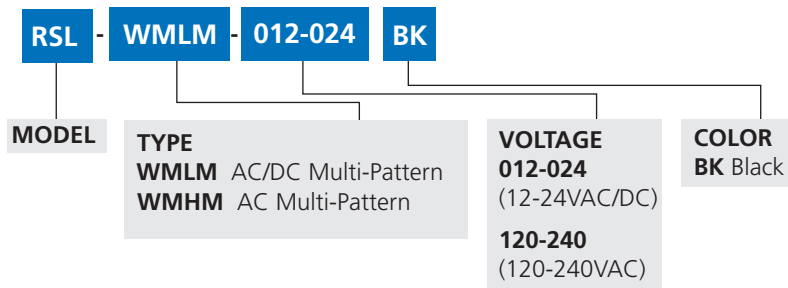 RSL - WMLM - 012-024 BK
MODEL
TYPE
WMLM AC/DC Multi-Pattern
WMHM AC Multi-Pattern
VOLTAGE
012-024
(12-24VAC/DC)
120-240
(120-240VAC)
COLOR
BK Black